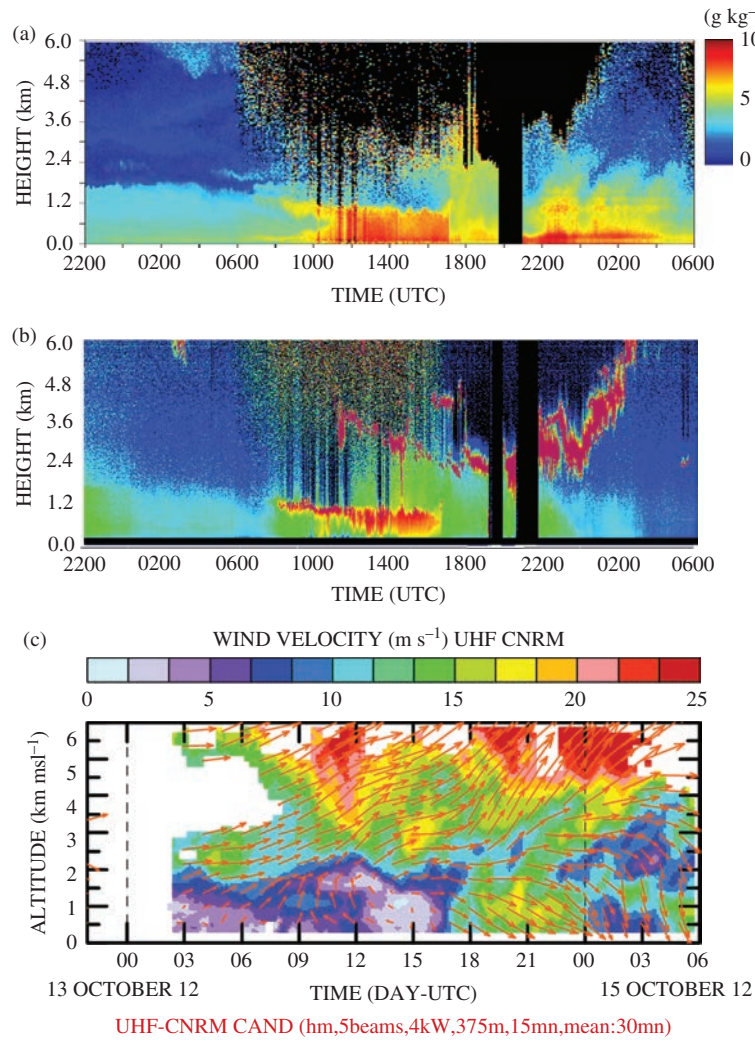 (a)
(g kg–
6.0
4.8
3.6
2.4
1.2
0.0
HEIGHT (km)
10
5
0
2200 0200 0600 1000 1400 1800 2200 0200 0600
TIME (UTC)
(b)
6.0
4.8
3.6
2.4
1.2
0.0
HEIGHT (km)
2200 0200 0600 1000 1400 1800 2200 0200 0600
TIME (UTC)
(c)
WIND VELOCITY (m s–1) UHF CNRM
0 5 10 15 20 25
6
5
4
3
2
1
0
ALTITUDE (km msl–1)
00 03 06 09 12 15 18 21 00 03 06
13 OCTOBER 12 TIME (DAY-UTC) 15 OCTOBER 12
UHF-CNRM CAND (hm,5beams,4kW,375m,15mn,mean:30mn)